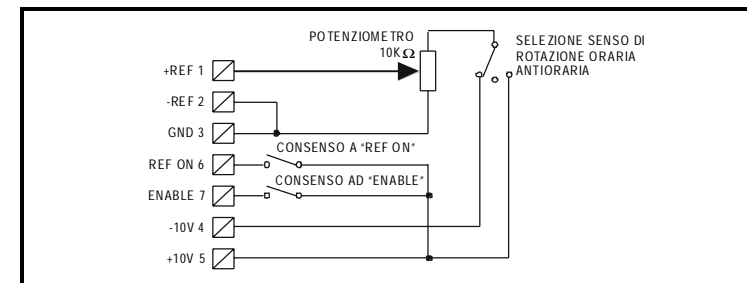 POTENZIOMETRO
10KΩ
SELEZIONE SENSO DI
ROTAZIONE ORARIA
ANTIORARIA
+REF 1
-REF 2
GND 3
CONSENSO A "REF ON"
REF ON 6
CONSENSO AD "ENABLE"
ENABLE 7
-10V 4
+10V 5